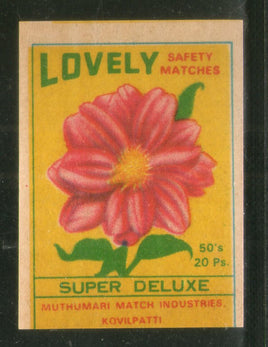 LOVELY SAFETY
MATCHES
50's
20 Ps.
SUPER DELUXE
MUTHUMARI MATCH INDUSTRIES,
KOVILPATTI